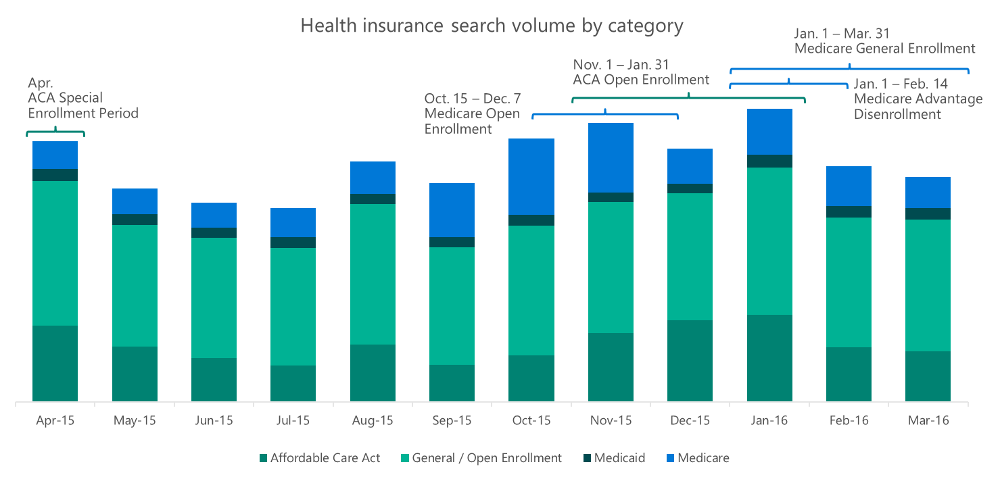 Health insurance search volume by category
Apr.
ACA Special
Enrollment Period
Oct. 15 – Dec. 7
Medicare Open
Enrollment
Nov. 1 – Jan. 31
ACA Open Enrollment
Jan. 1 – Mar. 31
Medicare General Enrollment
Jan. 1 – Feb. 14
Medicare Advantage
Disenrollment
Apr-15
May-15
Jun-15
Jul-15
Aug-15
Sep-15
Oct-15
Nov-15
Dec-15
Jan-16
Feb-16
Mar-16
Affordable Care Act
General / Open Enrollment
Medicaid
Medicare